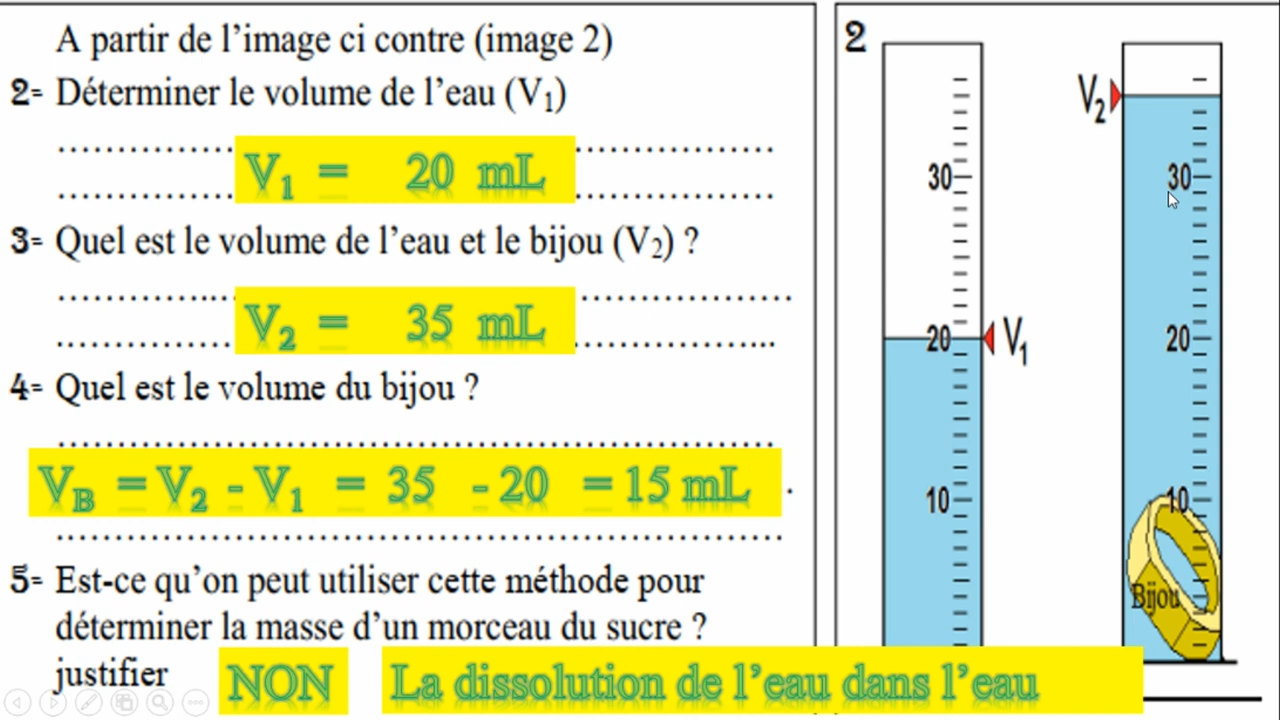 A partir de l’image ci contre (image 2)
2- Déterminer le volume de l’eau (V₁)
V₁ = 20 mL
3- Quel est le volume de l’eau et le bijou (V₂) ?
V₂ = 35 mL
4- Quel est le volume du bijou ?
V_B = V₂ - V₁ = 35 - 20 = 15 mL
5- Est-ce qu’on peut utiliser cette méthode pour
déterminer la masse d’un morceau du sucre ?
justifier NON La dissolution de l’eau dans l’eau
2
30
20 V₁
10
V₂
30
20
10
Bijou